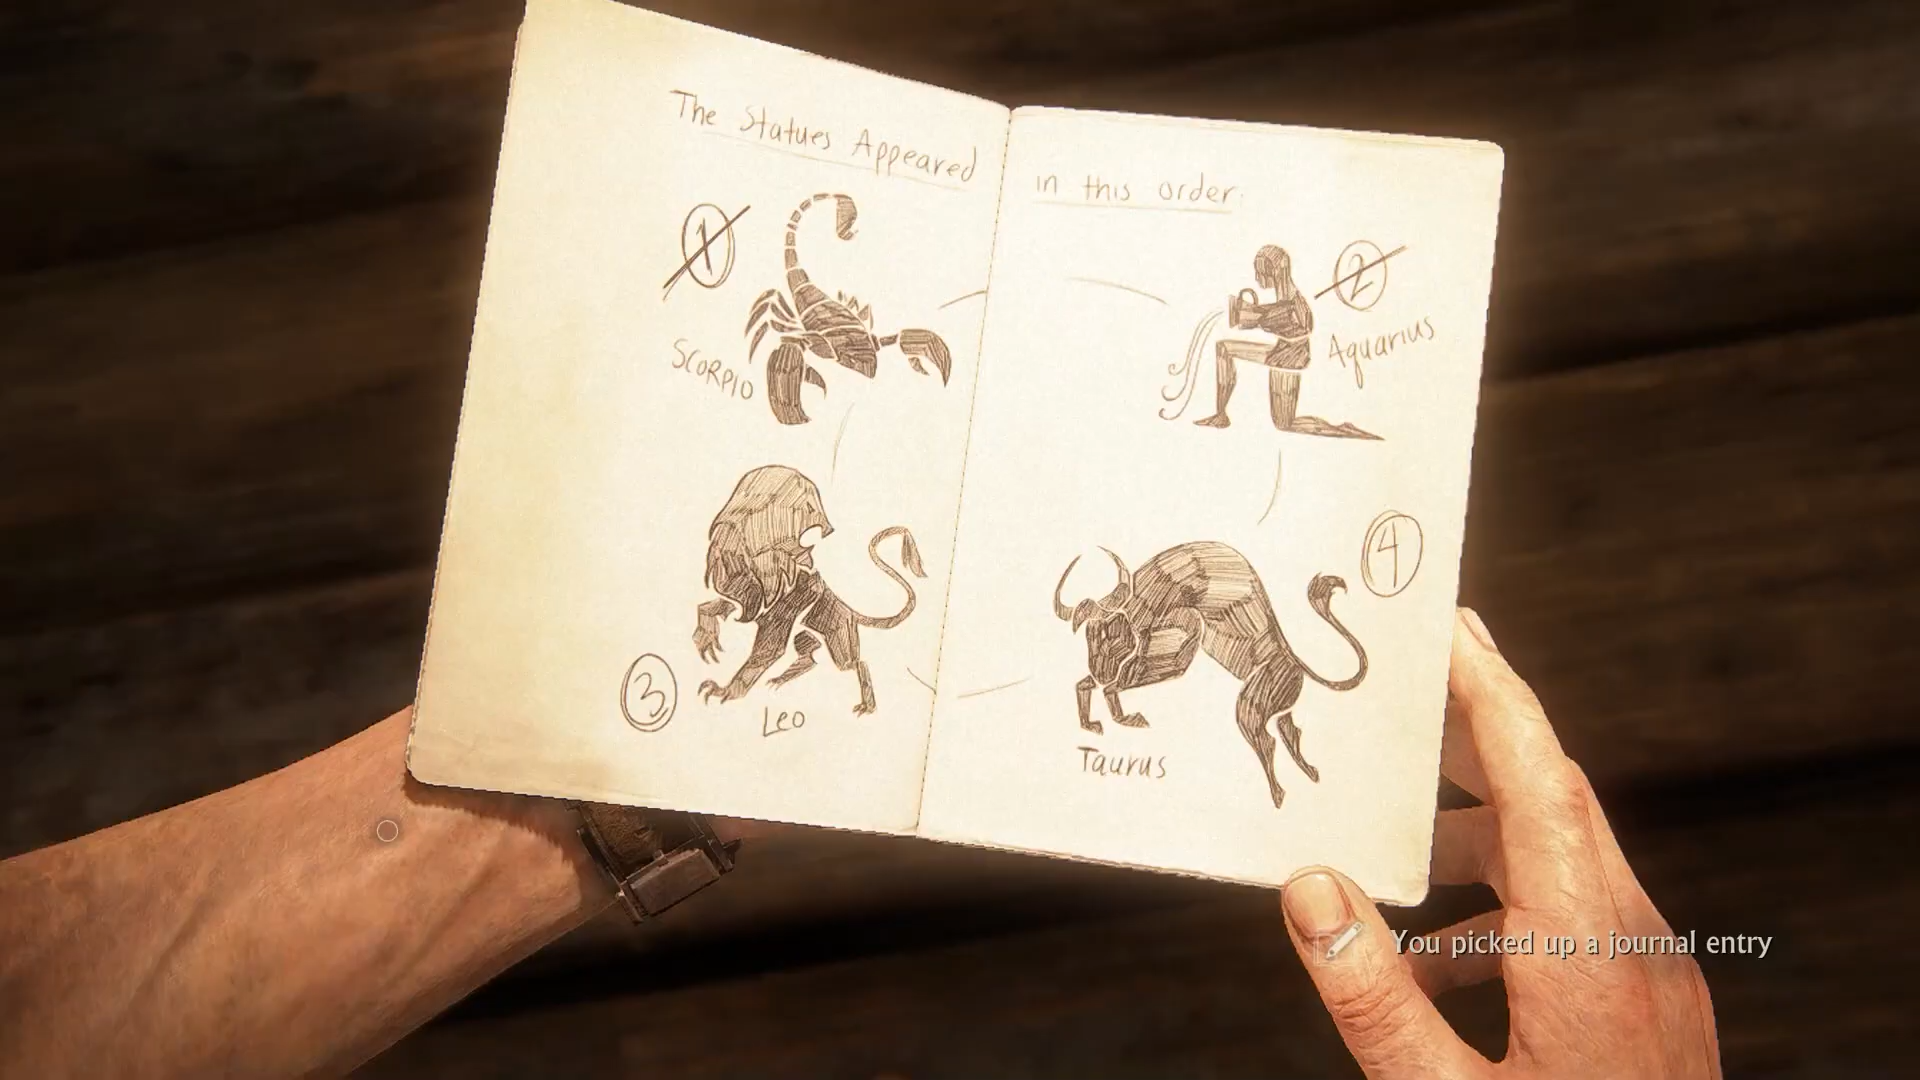 The Statues Appeared
in this order:
1
SCORPIO
2
Aquarius
3
Leo
4
Taurus
You picked up a journal entry